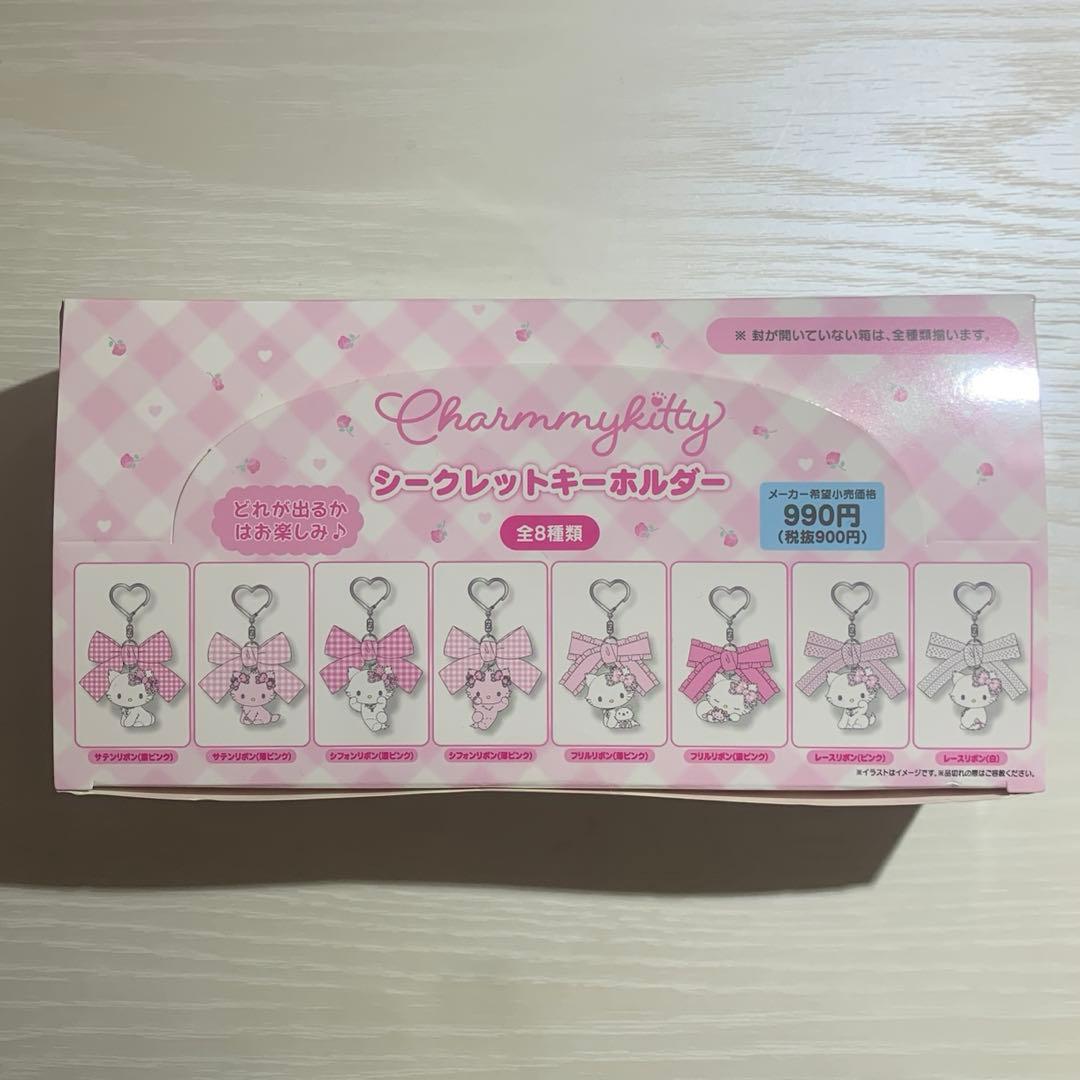 ※ 封が開いていない箱は、全種類揃います。
Charmmykitty
シークレットキーホルダー
どれが出るか
はお楽しみ♪
全8種類
メーカー希望小売価格
990円
(税抜900円)
サテンリボン(濃ピンク)
サテンリボン(薄ピンク)
シフォンリボン(濃ピンク)
シフォンリボン(薄ピンク)
フリルリボン(薄ピンク)
フリルリボン(濃ピンク)
レースリボン(ピンク)
レースリボン(白)
※イラストはイメージです。※品切れの際はご容赦ください。